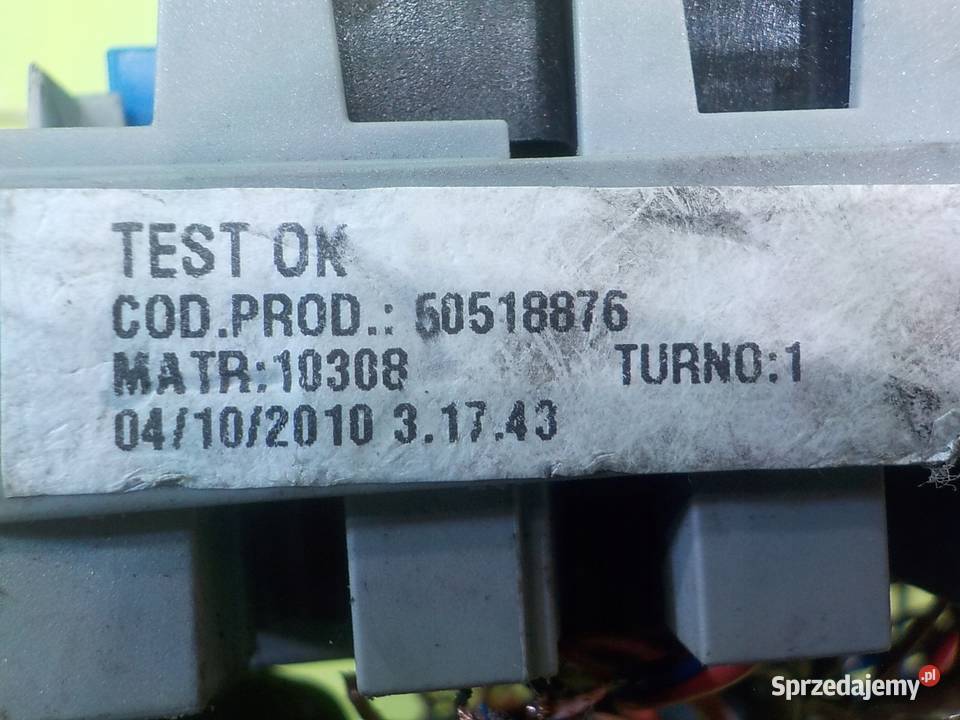 TEST OK
COD.PROD.: 60518876
MATR:10308 TURNO:1
04/10/2010 3.17.43
Sprzedajemy.pl